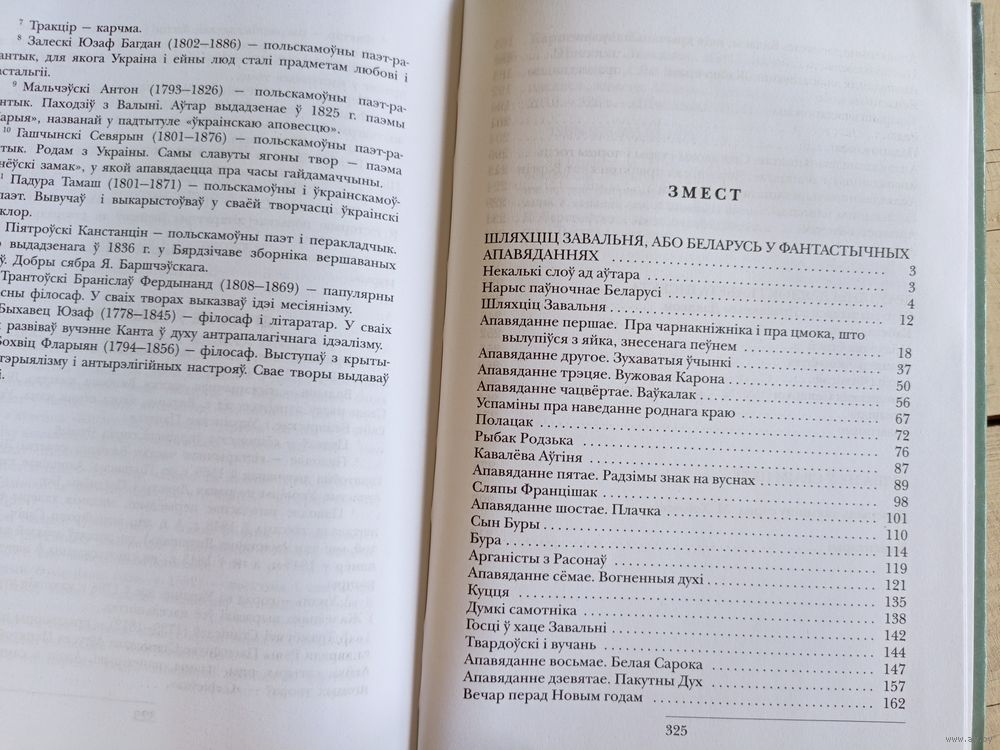 7 Тракцір — карчма.
8 Залескі Юзаф Багдан (1802—1886) — польскамоўны паэт-ра-
антык, для якога Украіна і ейны люд сталі прадметам любові і
астальгіі.
9 Мальчэўскі Антон (1793—1826) — польскамоўны паэт-ра-
нтык. Паходзіў з Валыні. Аўтар выдадзенае ў 1825 г. паэмы
арыя», названай у падтытуле «ўкраінскаю аповесцю».
10 Гашчынскі Севярын (1801—1876) — польскамоўны паэт-ра-
тык. Родам з Украіны. Самы славуты ягоны твор — паэма
нёўскі замак», у якой апавядаецца пра часы гайдамаччыны.
1 Падура Тамаш (1801—1871) — польскамоўны і ўкраінскамоў-
паэт. Вывучаў і выкарыстоўваў у сваёй творчасці ўкраінскі
клор.
Піятроўскі Канстанцін — польскамоўны паэт і перакладчык.
выдадзенага ў 1836 г. у Бярдзічаве зборніка вершаваных
ў. Добры сябра Я. Баршчэўскага.
Трантоўскі Браніслаў Фердынанд (1808—1869) — папулярны
сны філосаф. У сваіх творах выказваў ідэі месіянізму.
Быхавец Юзаф (1778—1845) — філосаф і літаратар. У сваіх
развіваў вучэнне Канта ў духу антрапалагічнага ідэалізму.
Бохвіц Фларыян (1794—1856) — філосаф. Выступаў з крыты-
тэрыялізму і антырэлігійных настрояў. Свае творы выдаваў
і.
ЗМЕСТ
ШЛЯХЦІЦ ЗАВАЛЬНЯ, АБО БЕЛАРУСЬ У ФАНТАСТЫЧНЫХ
АПАВЯДАННЯХ 3
Некалькі слоў ад аўтара 3
Нарыс паўночнае Беларусі 4
Шляхціц Завальня 12
Апавяданне першае. Пра чарнакніжніка і пра цмока, што
вылупіўся з яйка, знесенага пеўнем 18
Апавяданне другое. Зухаватыя ўчынкі 37
Апавяданне трэцяе. Вужовая Карона 50
Апавяданне чацвёртае. Ваўкалак 56
Успаміны пра наведанне роднага краю 67
Полацак 72
Рыбак Родзька 76
Кавалёва Аўгіня 87
Апавяданне пятае. Радзімы знак на вуснах 89
Сляпы Францішак 98
Апавяданне шостае. Плачка 101
Сын Буры 110
Бура 114
Арганісты з Расонаў 119
Апавяданне сёмае. Вогненныя духі 121
Куцця 135
Думкі самотніка 138
Госці ў хаце Завальні 142
Твардоўскі і вучань 144
Апавяданне восьмае. Белая Сарока 147
Апавяданне дзевятае. Пакутны Дух 157
Вечар перад Новым годам 162
325